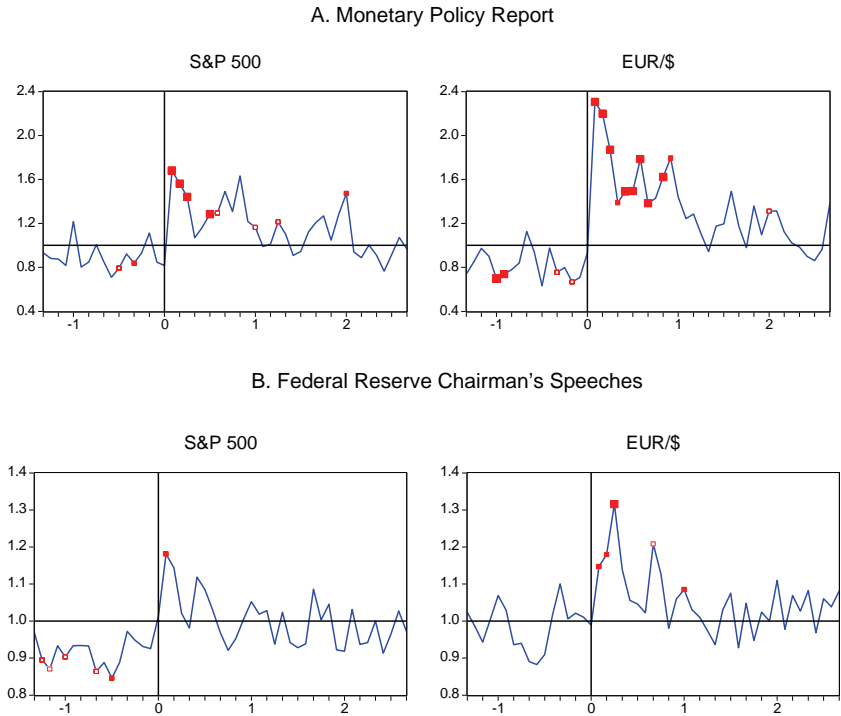 A. Monetary Policy Report
S&P 500 EUR/$
2.4 2.4
2.0 2.0
1.6 1.6
1.2 1.2
0.8 0.8
0.4 0.4
-1 0 1 2 -1 0 1 2
B. Federal Reserve Chairman's Speeches
S&P 500 EUR/$
1.4 1.4
1.3 1.3
1.2 1.2
1.1 1.1
1.0 1.0
0.9 0.9
0.8 0.8
-1 0 1 2 -1 0 1 2